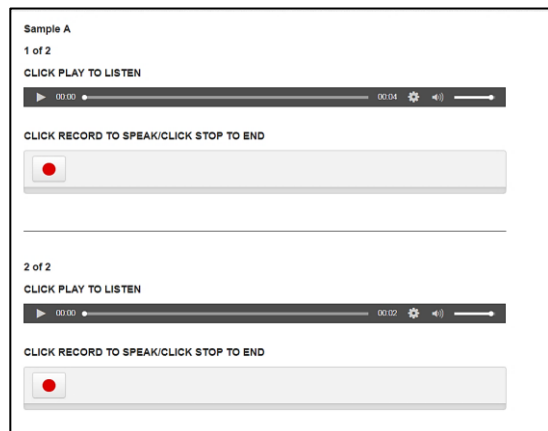 Sample A
1 of 2
CLICK PLAY TO LISTEN
00:00 00:04
CLICK RECORD TO SPEAK/CLICK STOP TO END
2 of 2
CLICK PLAY TO LISTEN
00:00 00:02
CLICK RECORD TO SPEAK/CLICK STOP TO END